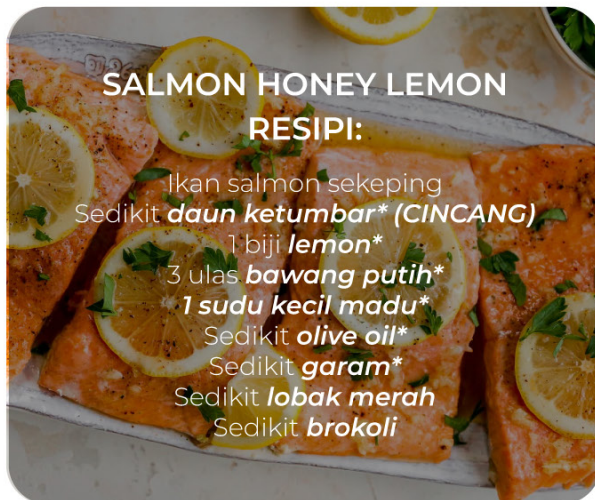 SALMON HONEY LEMON
RESIPI:
Ikan salmon sekeping
Sedikit daun ketumbar* (CINCANG)
1 biji lemon*
3 ulas bawang putih*
1 sudu kecil madu*
Sedikit olive oil*
Sedikit garam*
Sedikit lobak merah
Sedikit brokoli